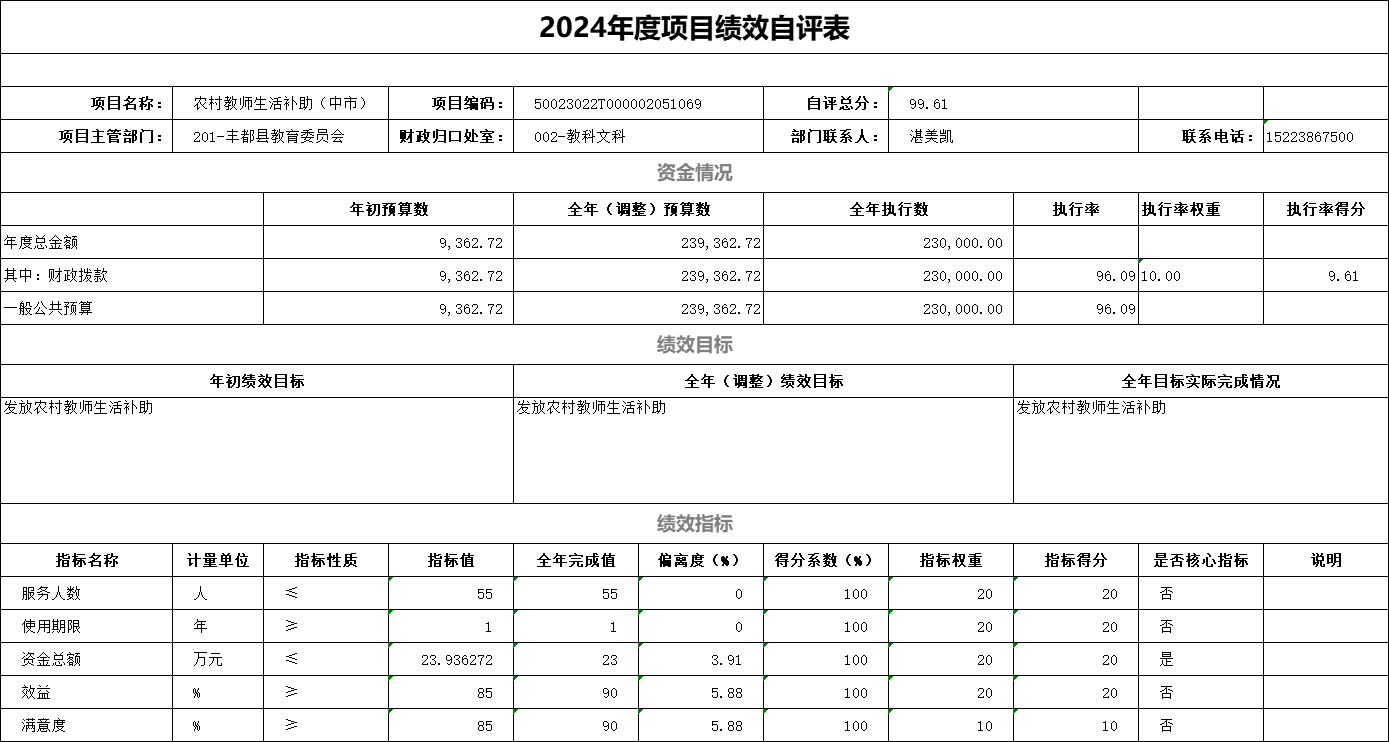 2024年度项目绩效自评表
项目名称： 农村教师生活补助（中市） 项目编码： 50023022T000002051069 自评总分： 99.61
项目主管部门： 201-丰都县教育委员会 财政归口处室： 002-教科文科 部门联系人： 湛美凯 联系电话： 15223867500
资金情况
年初预算数 全年（调整）预算数 全年执行数 执行率 执行率权重 执行率得分
年度总金额 9,362.72 239,362.72 230,000.00
其中：财政拨款 9,362.72 239,362.72 230,000.00 96.09 10.00 9.61
一般公共预算 9,362.72 239,362.72 230,000.00 96.09
绩效目标
年初绩效目标 全年（调整）绩效目标 全年目标实际完成情况
发放农村教师生活补助 发放农村教师生活补助 发放农村教师生活补助
绩效指标
指标名称 计量单位 指标性质 指标值 全年完成值 偏离度（%） 得分系数（%） 指标权重 指标得分 是否核心指标 说明
服务人数 人 ≤ 55 55 0 100 20 20 否
使用期限 年 ≥ 1 1 0 100 20 20 否
资金总额 万元 ≤ 23.936272 23 3.91 100 20 20 是
效益 % ≥ 85 90 5.88 100 20 20 否
满意度 % ≥ 85 90 5.88 100 10 10 否